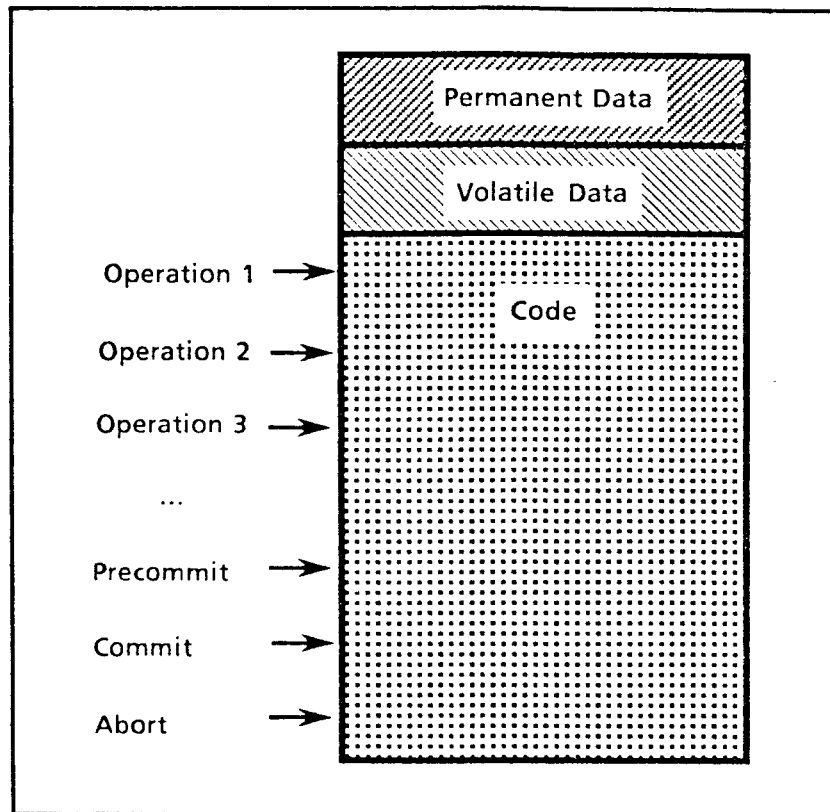 Permanent Data
Volatile Data
Operation 1
Code
Operation 2
Operation 3
...
Precommit
Commit
Abort